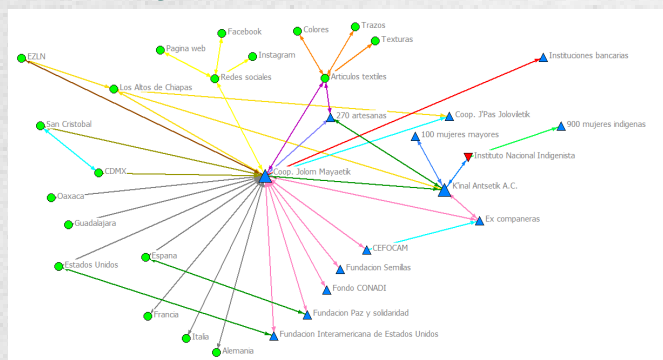 Facebook
Colores
Trazos
Texturas
Pagina web
Instagram
EZLN
Instituciones bancarias
Redes sociales
Articulos textiles
Los Altos de Chiapas
270 artesanas
Coop. J'Pas Joloviletik
San Cristobal
100 mujeres mayores
900 mujeres indigenas
Instituto Nacional Indigenista
CDMX
Coop. Jolom Mayaetik
K'inal Antsetik A.C.
Oaxaca
Guadalajara
Ex companeras
CEFOCAM
Espana
Estados Unidos
Fundacion Semillas
Fondo CONADI
Francia
Fundacion Paz y solidaridad
Italia
Fundacion Interamericana de Estados Unidos
Alemania